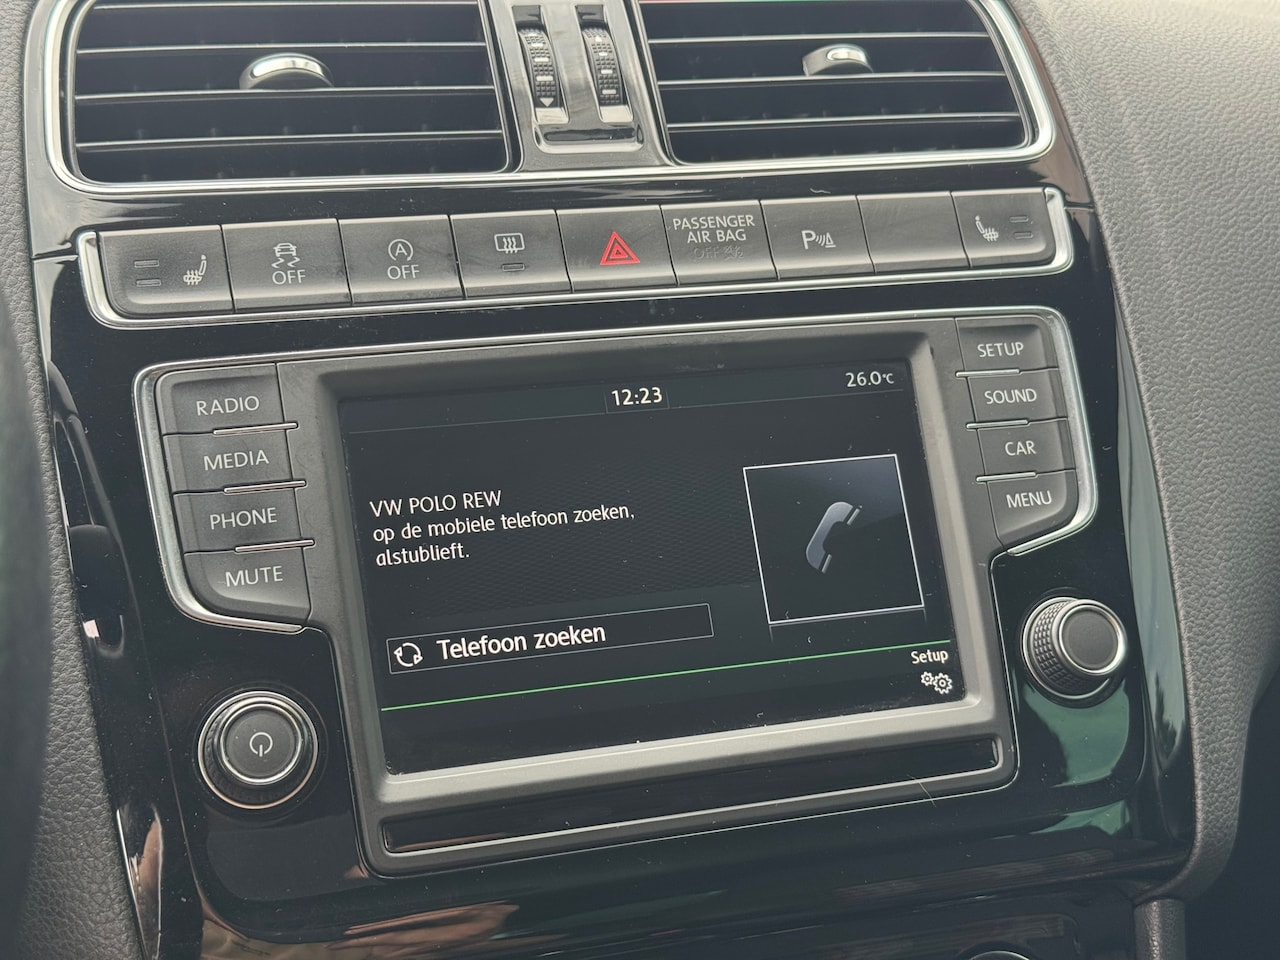 OFF
A
OFF
PASSENGER
AIR BAG
P
RADIO
MEDIA
PHONE
MUTE
12:23
26.0°C
VW POLO REW
op de mobiele telefoon zoeken,
alstublieft.
Telefoon zoeken
Setup
SETUP
SOUND
CAR
MENU